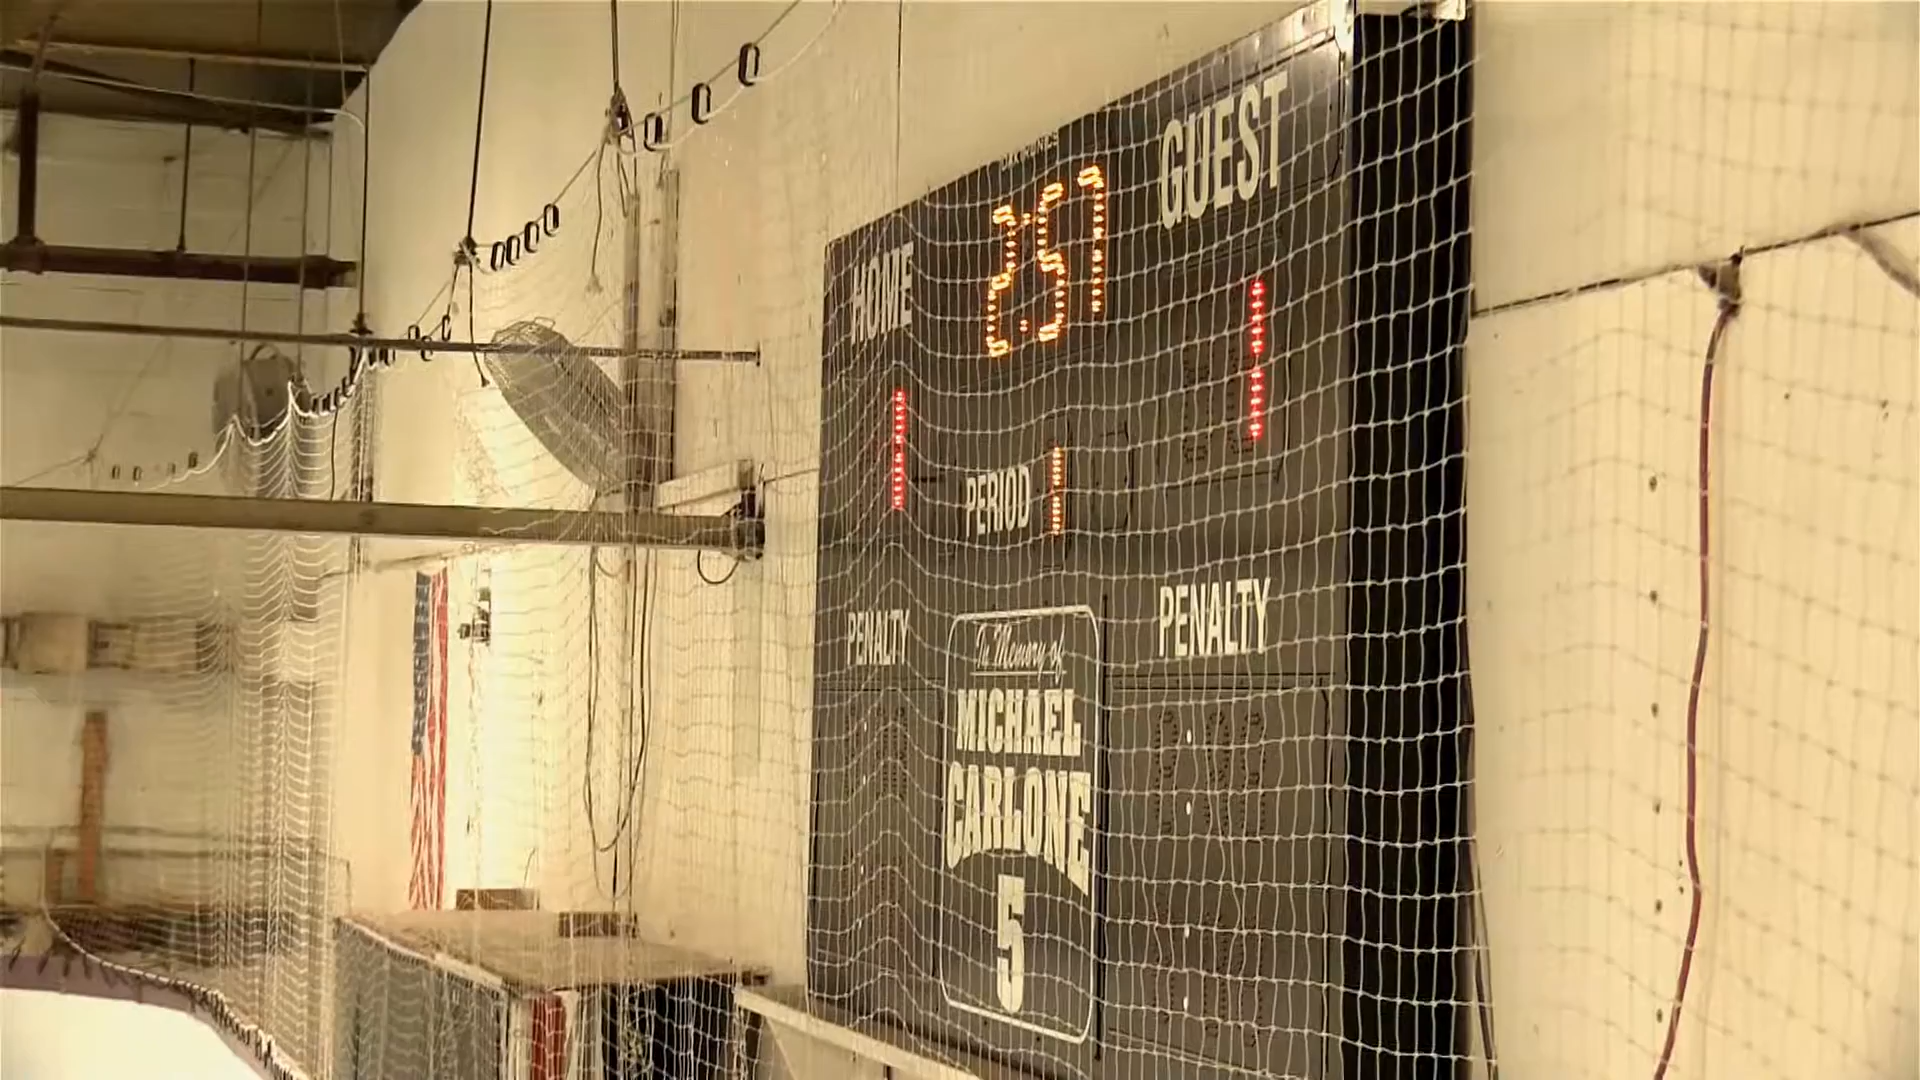 GUEST
2:57
HOME
1
1
PERIOD 1
PENALTY
PENALTY
In Memory of
MICHAEL
CARLONE
5